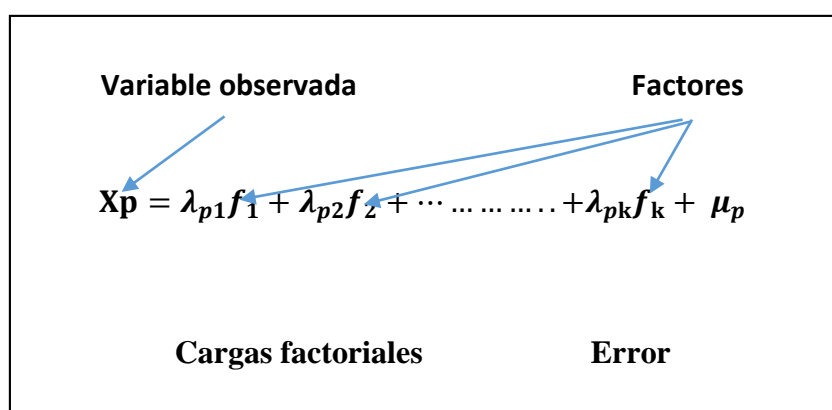 Variable observada Factores
Xp = λp1f1 + λp2f2 + ⋯ … … … . . +λpkfk + μp
Cargas factoriales Error